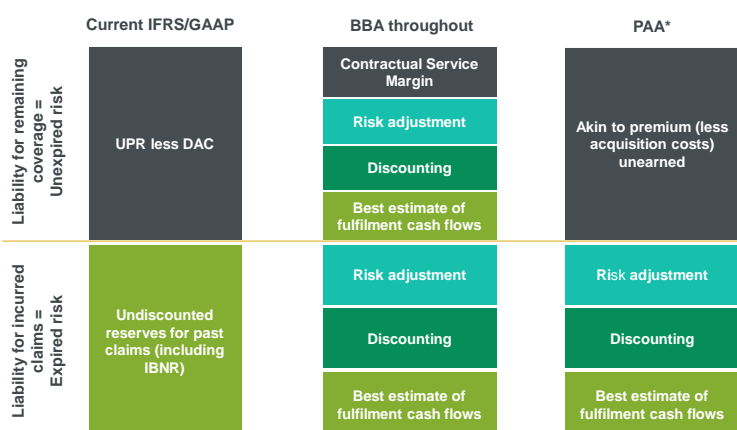 Current IFRS/GAAP
BBA throughout
PAA*
Liability for remaining
coverage =
Unexpired risk
UPR less DAC
Contractual Service
Margin
Risk adjustment
Discounting
Best estimate of
fulfilment cash flows
Akin to premium (less
acquisition costs)
unearned
Liability for incurred
claims =
Expired risk
Undiscounted
reserves for past
claims (including
IBNR)
Risk adjustment
Discounting
Best estimate of
fulfilment cash flows
Risk adjustment
Discounting
Best estimate of
fulfilment cash flows